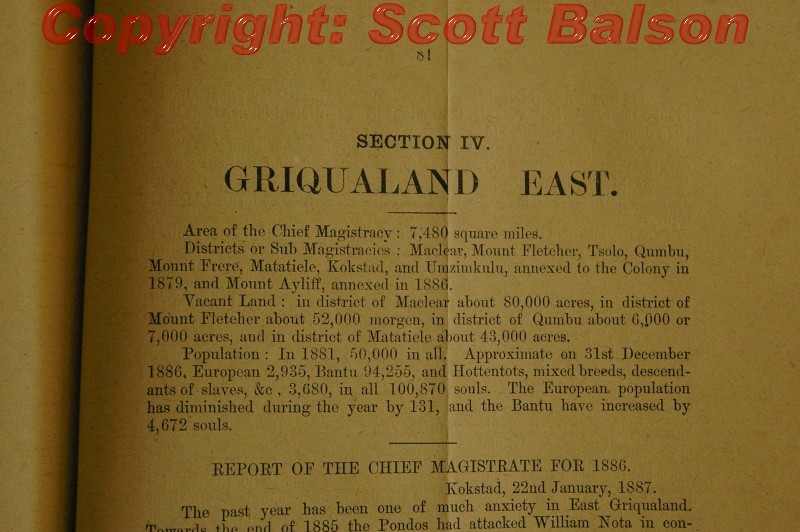 Copyright: Scott Balson
81
SECTION IV.
GRIQUALAND EAST.
Area of the Chief Magistracy : 7,480 square miles.
Districts or Sub Magistracies : Maclear, Mount Fletcher, Tsolo, Qumbu,
Mount Frere, Matatiele, Kokstad, and Umzimkulu, annexed to the Colony in
1879, and Mount Ayliff, annexed in 1886.
Vacant Land : in district of Maclear about 80,000 acres, in district of
Mount Fletcher about 52,000 morgen, in district of Qumbu about 6,000 or
7,000 acres, and in district of Matatiele about 43,000 acres.
Population : In 1881, 50,000 in all. Approximate on 31st December
1886, European 2,935, Bantu 94,255, and Hottentots, mixed breeds, descend-
ants of slaves, &c , 3,680, in all 100,870 souls. The European population
has diminished during the year by 131, and the Bantu have increased by
4,672 souls.
REPORT OF THE CHIEF MAGISTRATE FOR 1886.
Kokstad, 22nd January, 1887.
The past year has been one of much anxiety in East Griqualand.
Towards the end of 1885 the Pondos had attacked William Nota in con-